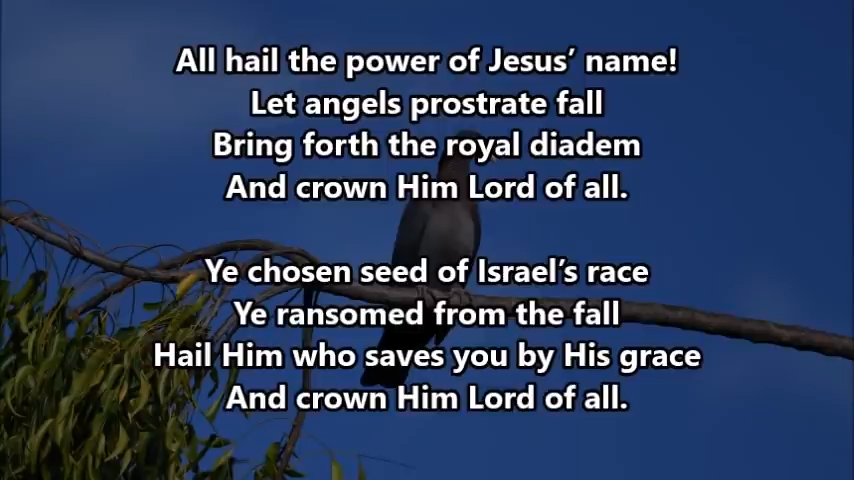 All hail the power of Jesus’ name!
Let angels prostrate fall
Bring forth the royal diadem
And crown Him Lord of all.
Ye chosen seed of Israel’s race
Ye ransomed from the fall
Hail Him who saves you by His grace
And crown Him Lord of all.